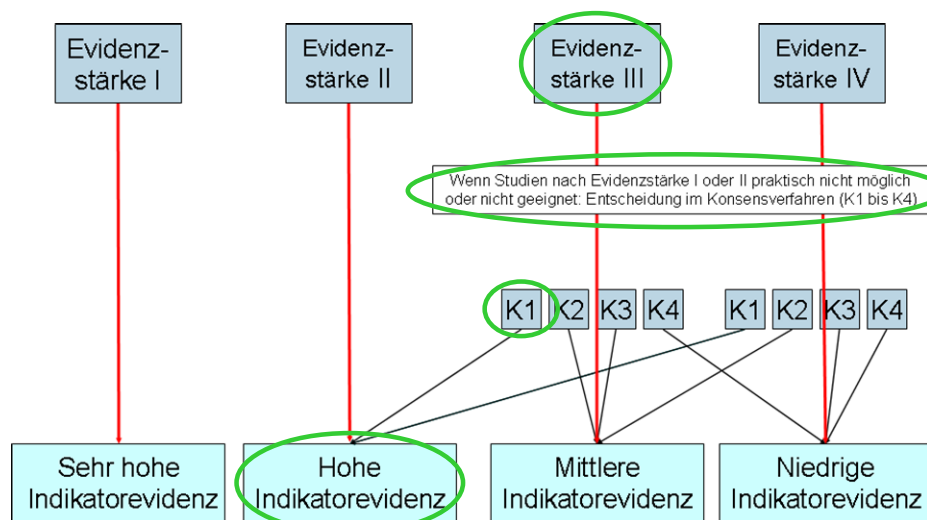 Evidenz-
stärke I
Evidenz-
stärke II
Evidenz-
stärke III
Evidenz-
stärke IV
Wenn Studien nach Evidenzstärke I oder II praktisch nicht möglich
oder nicht geeignet: Entscheidung im Konsensverfahren (K1 bis K4)
K1
K2
K3
K4
K1
K2
K3
K4
Sehr hohe
Indikatorevidenz
Hohe
Indikatorevidenz
Mittlere
Indikatorevidenz
Niedrige
Indikatorevidenz